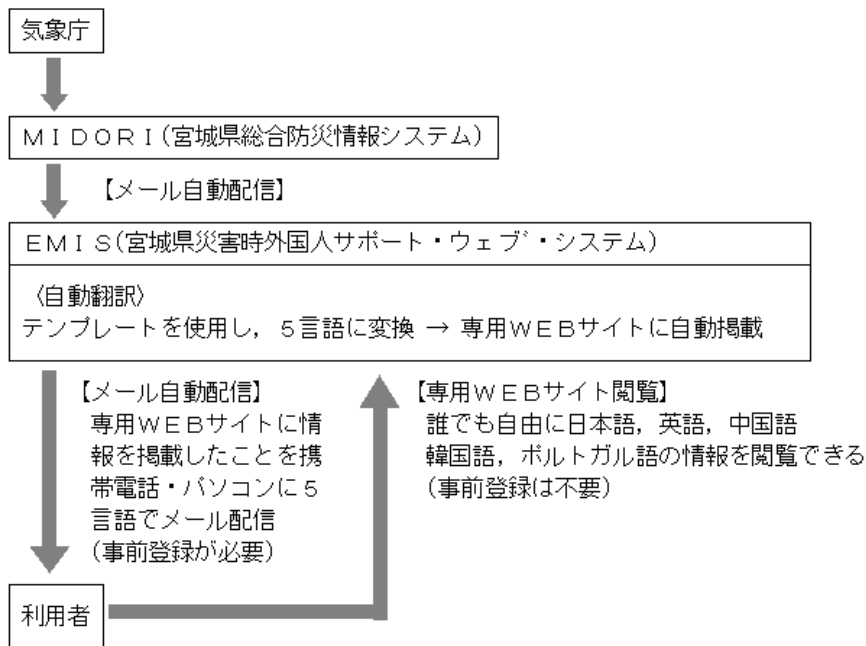 気象庁
ＭＩＤＯＲＩ(宮城県総合防災情報システム)
【メール自動配信】
ＥＭＩＳ(宮城県災害時外国人サポート・ウェブ・システム)
〈自動翻訳〉
テンプレートを使用し，５言語に変換 → 専用ＷＥＢサイトに自動掲載
【メール自動配信】
専用ＷＥＢサイトに情
報を掲載したことを携
帯電話・パソコンに５
言語でメール配信
(事前登録が必要)
【専用ＷＥＢサイト閲覧】
誰でも自由に日本語，英語，中国語
韓国語，ポルトガル語の情報を閲覧できる
(事前登録は不要)
利用者